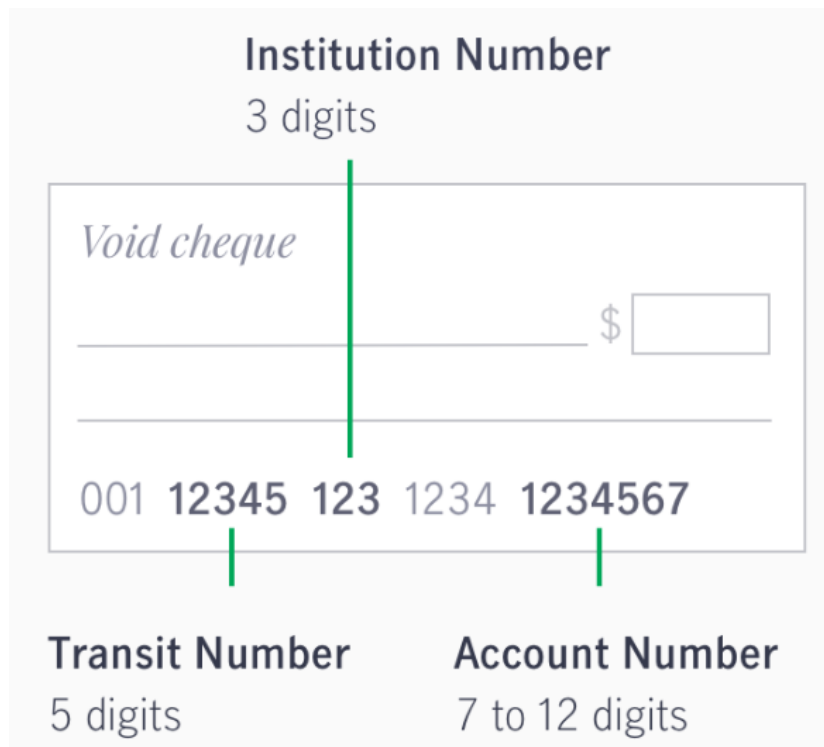 Institution Number
3 digits
Void cheque
$
001 12345 123 1234 1234567
Transit Number
5 digits
Account Number
7 to 12 digits